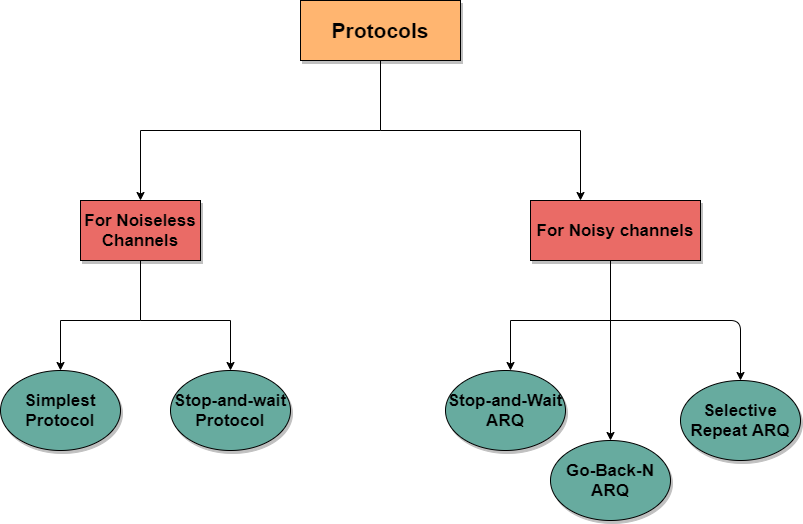 Protocols
For Noiseless
Channels
For Noisy channels
Simplest
Protocol
Stop-and-wait
Protocol
Stop-and-Wait
ARQ
Go-Back-N
ARQ
Selective
Repeat ARQ